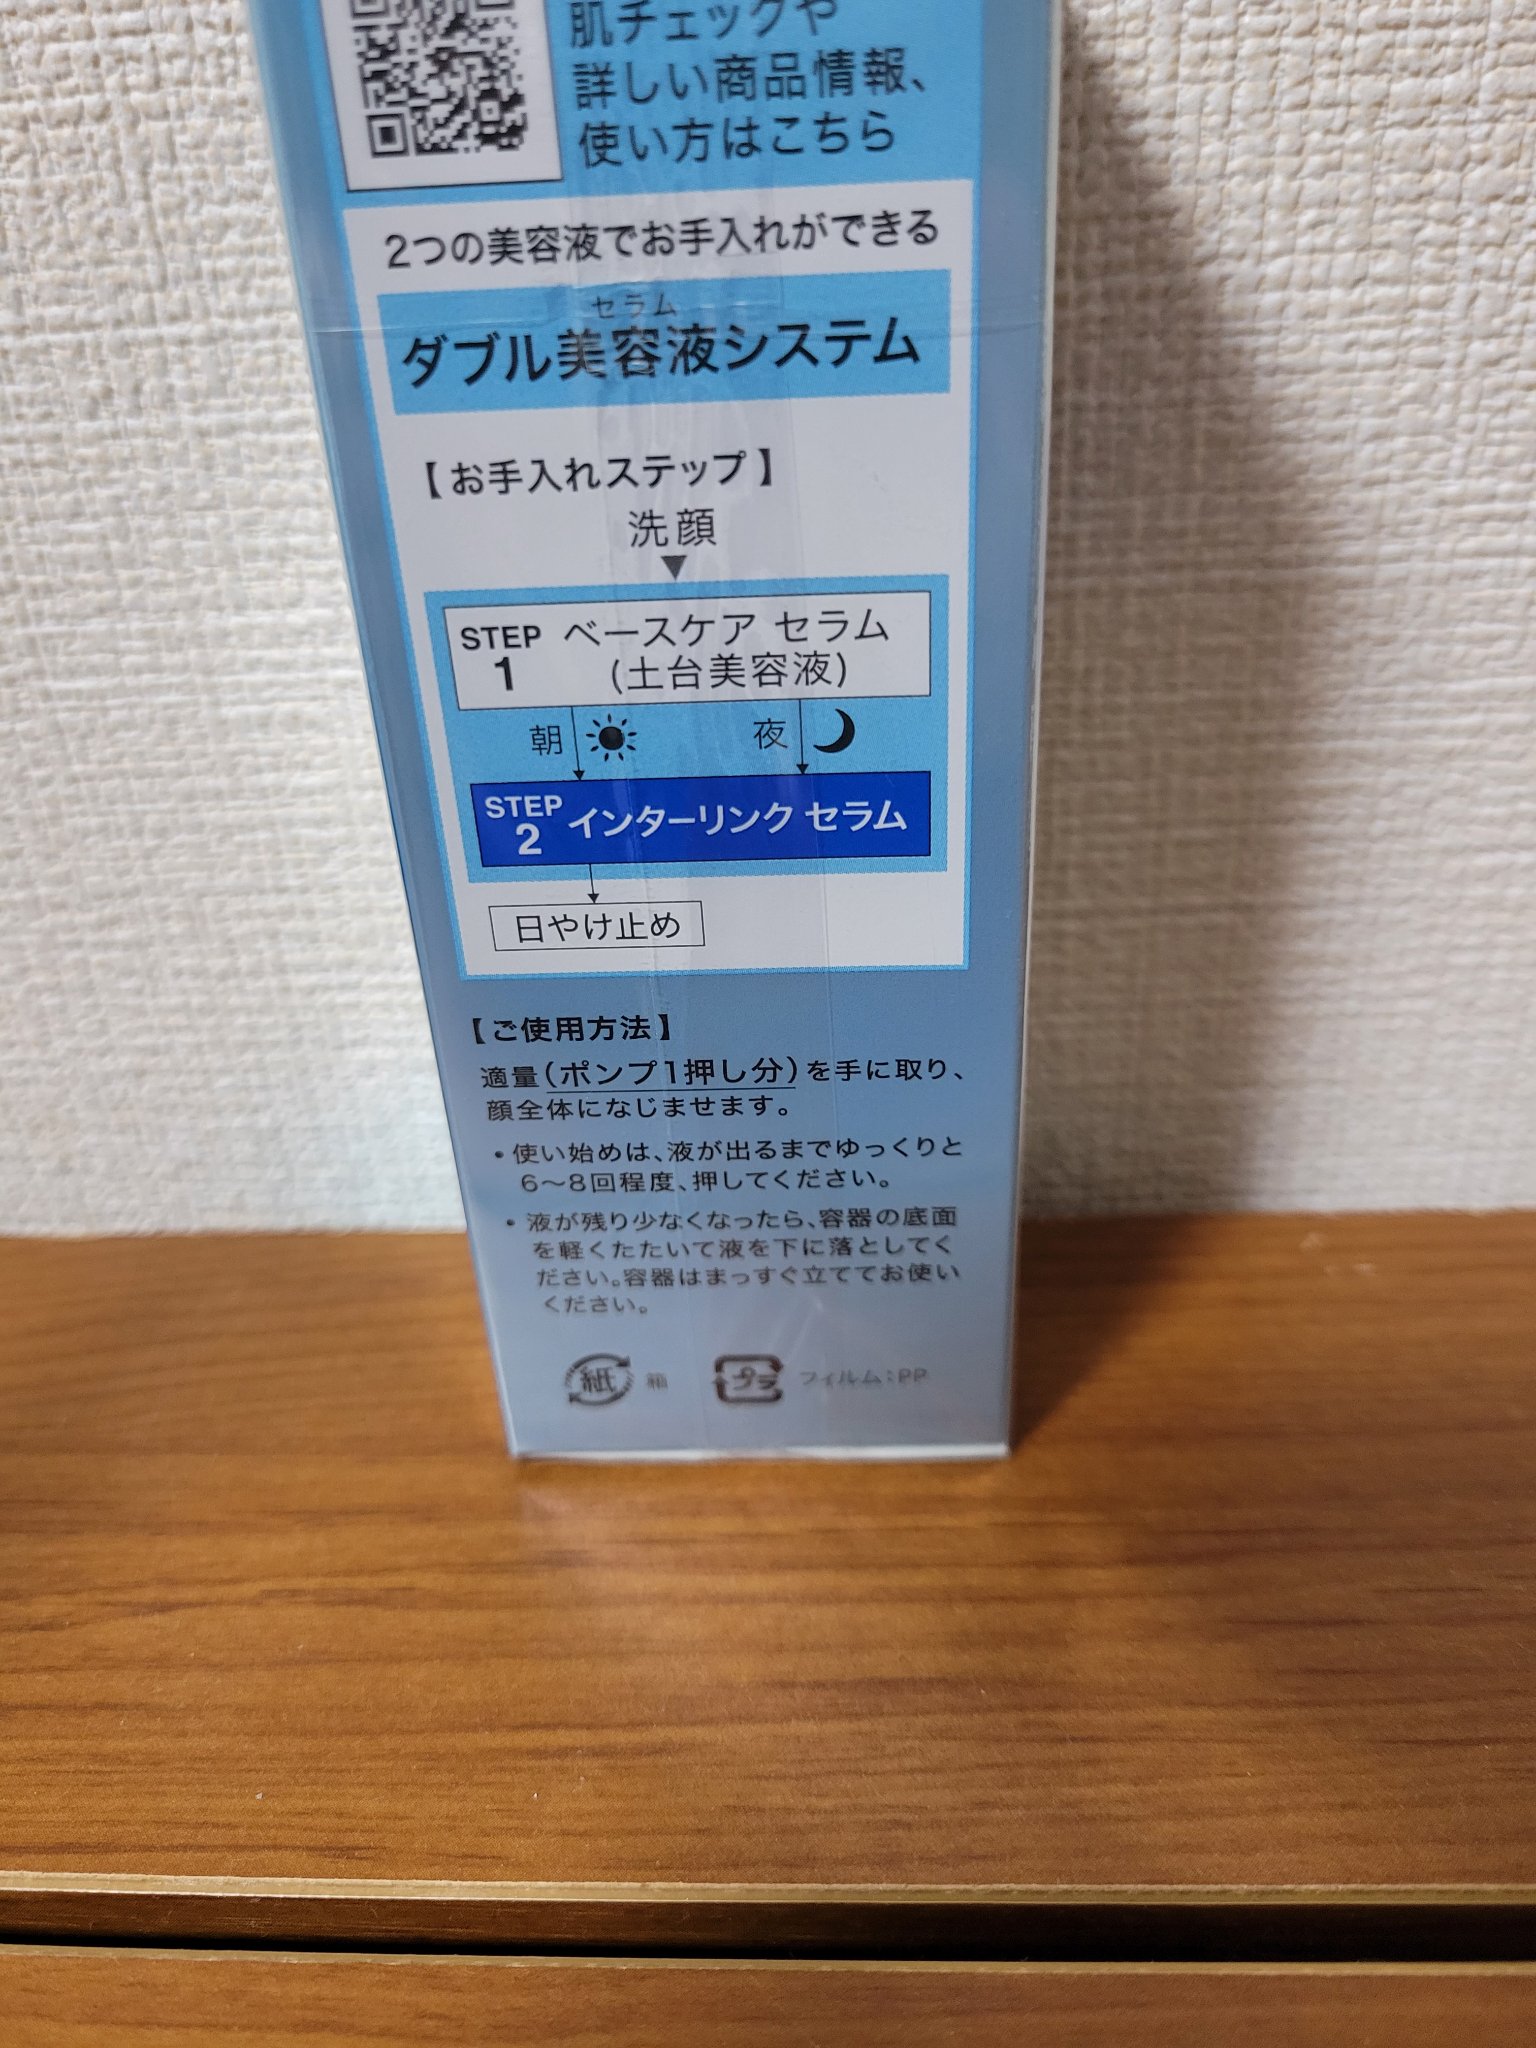 肌チェックや
詳しい商品情報、
使い方はこちら
2つの美容液でお手入れができる
セラム
ダブル美容液システム
【お手入れステップ】
洗顔
▼
STEP 1 ベースケア セラム
(土台美容液)
朝 夜
STEP 2 インターリンク セラム
日やけ止め
【ご使用方法】
適量(ポンプ1押し分)を手に取り、
顔全体になじませます。
・使い始めは、液が出るまでゆっくりと
6〜8回程度、押してください。
・液が残り少なくなったら、容器の底面
を軽くたたいて液を下に落としてく
ださい。容器はまっすぐ立ててお使い
ください。
紙 箱 プラ フィルム：PP